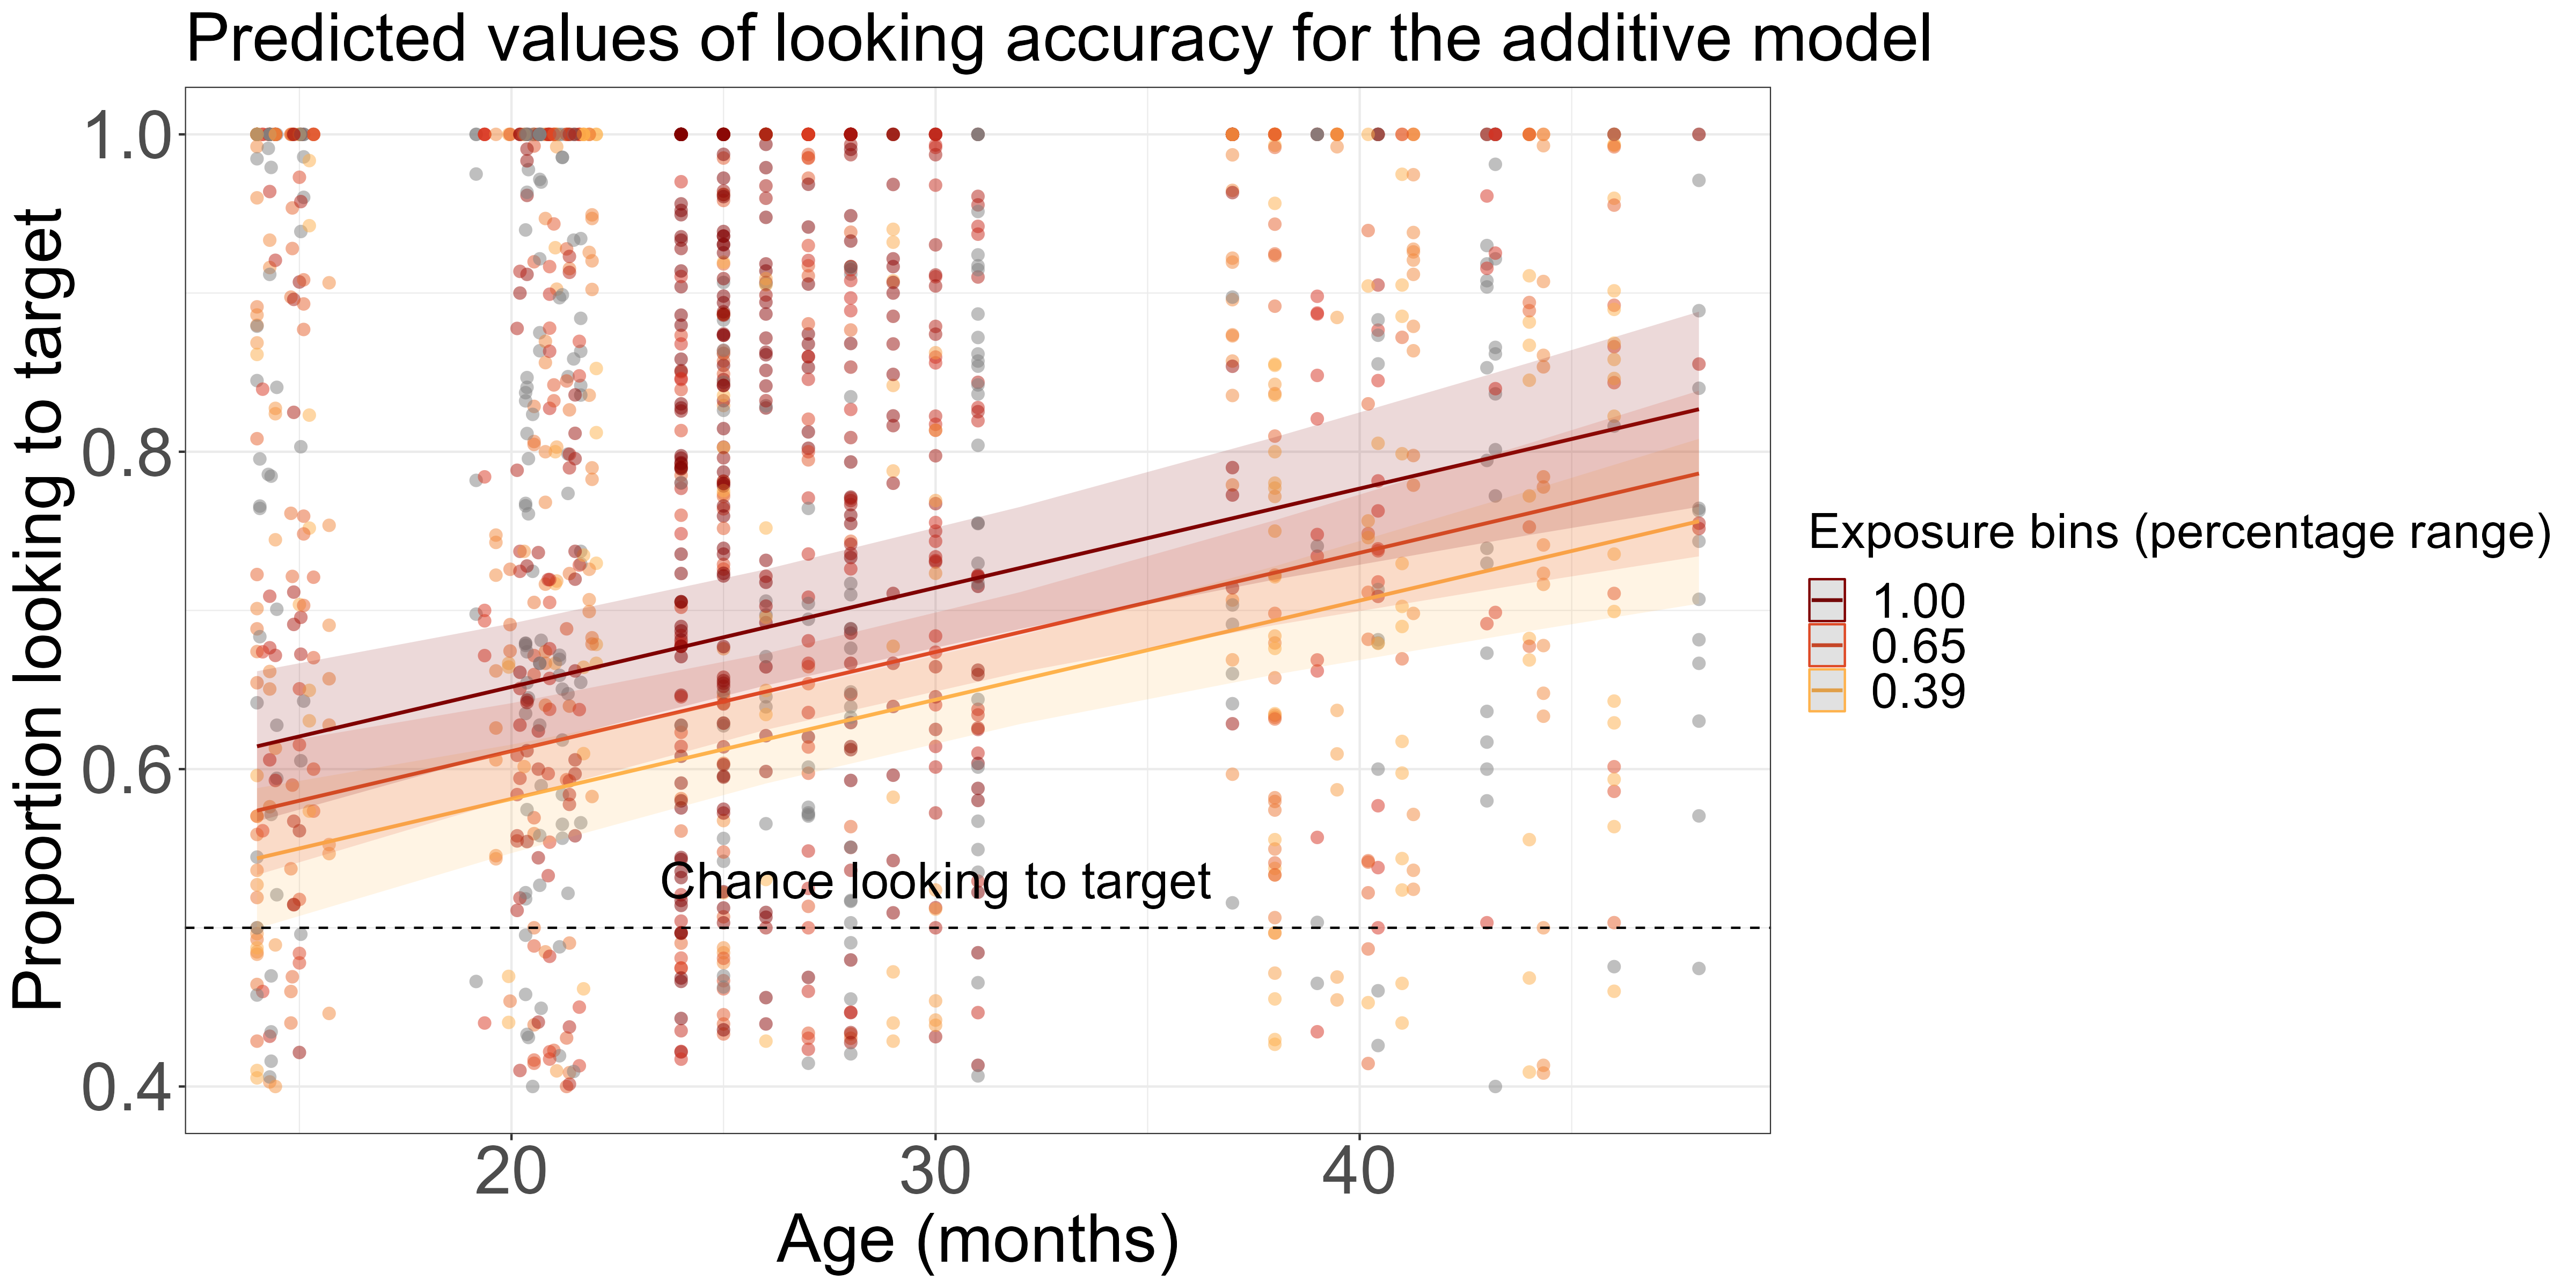 Predicted values of looking accuracy for the additive model
Proportion looking to target
1.0
0.8
0.6
0.4
Chance looking to target
20
30
40
Age (months)
Exposure bins (percentage range)
1.00
0.65
0.39